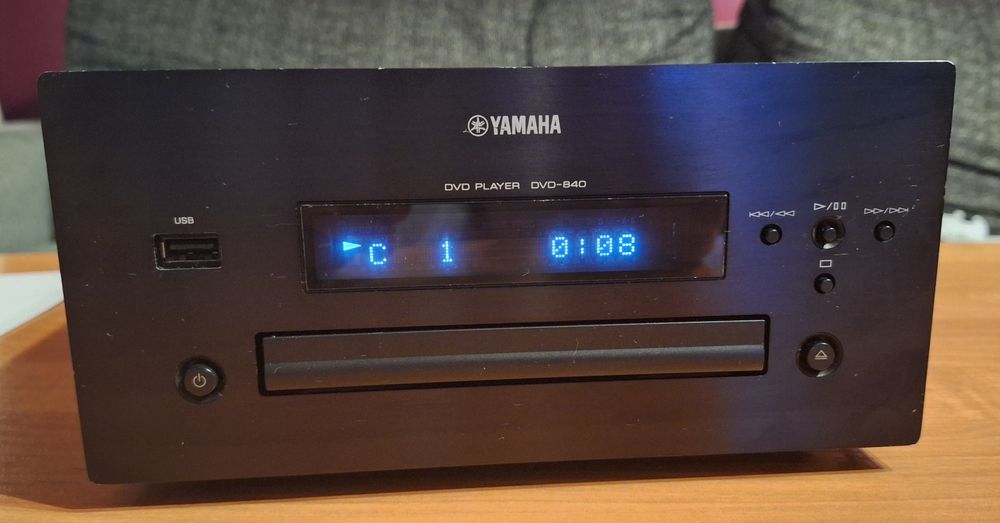 YAMAHA
DVD PLAYER DVD-840
USB
C 1 0:08